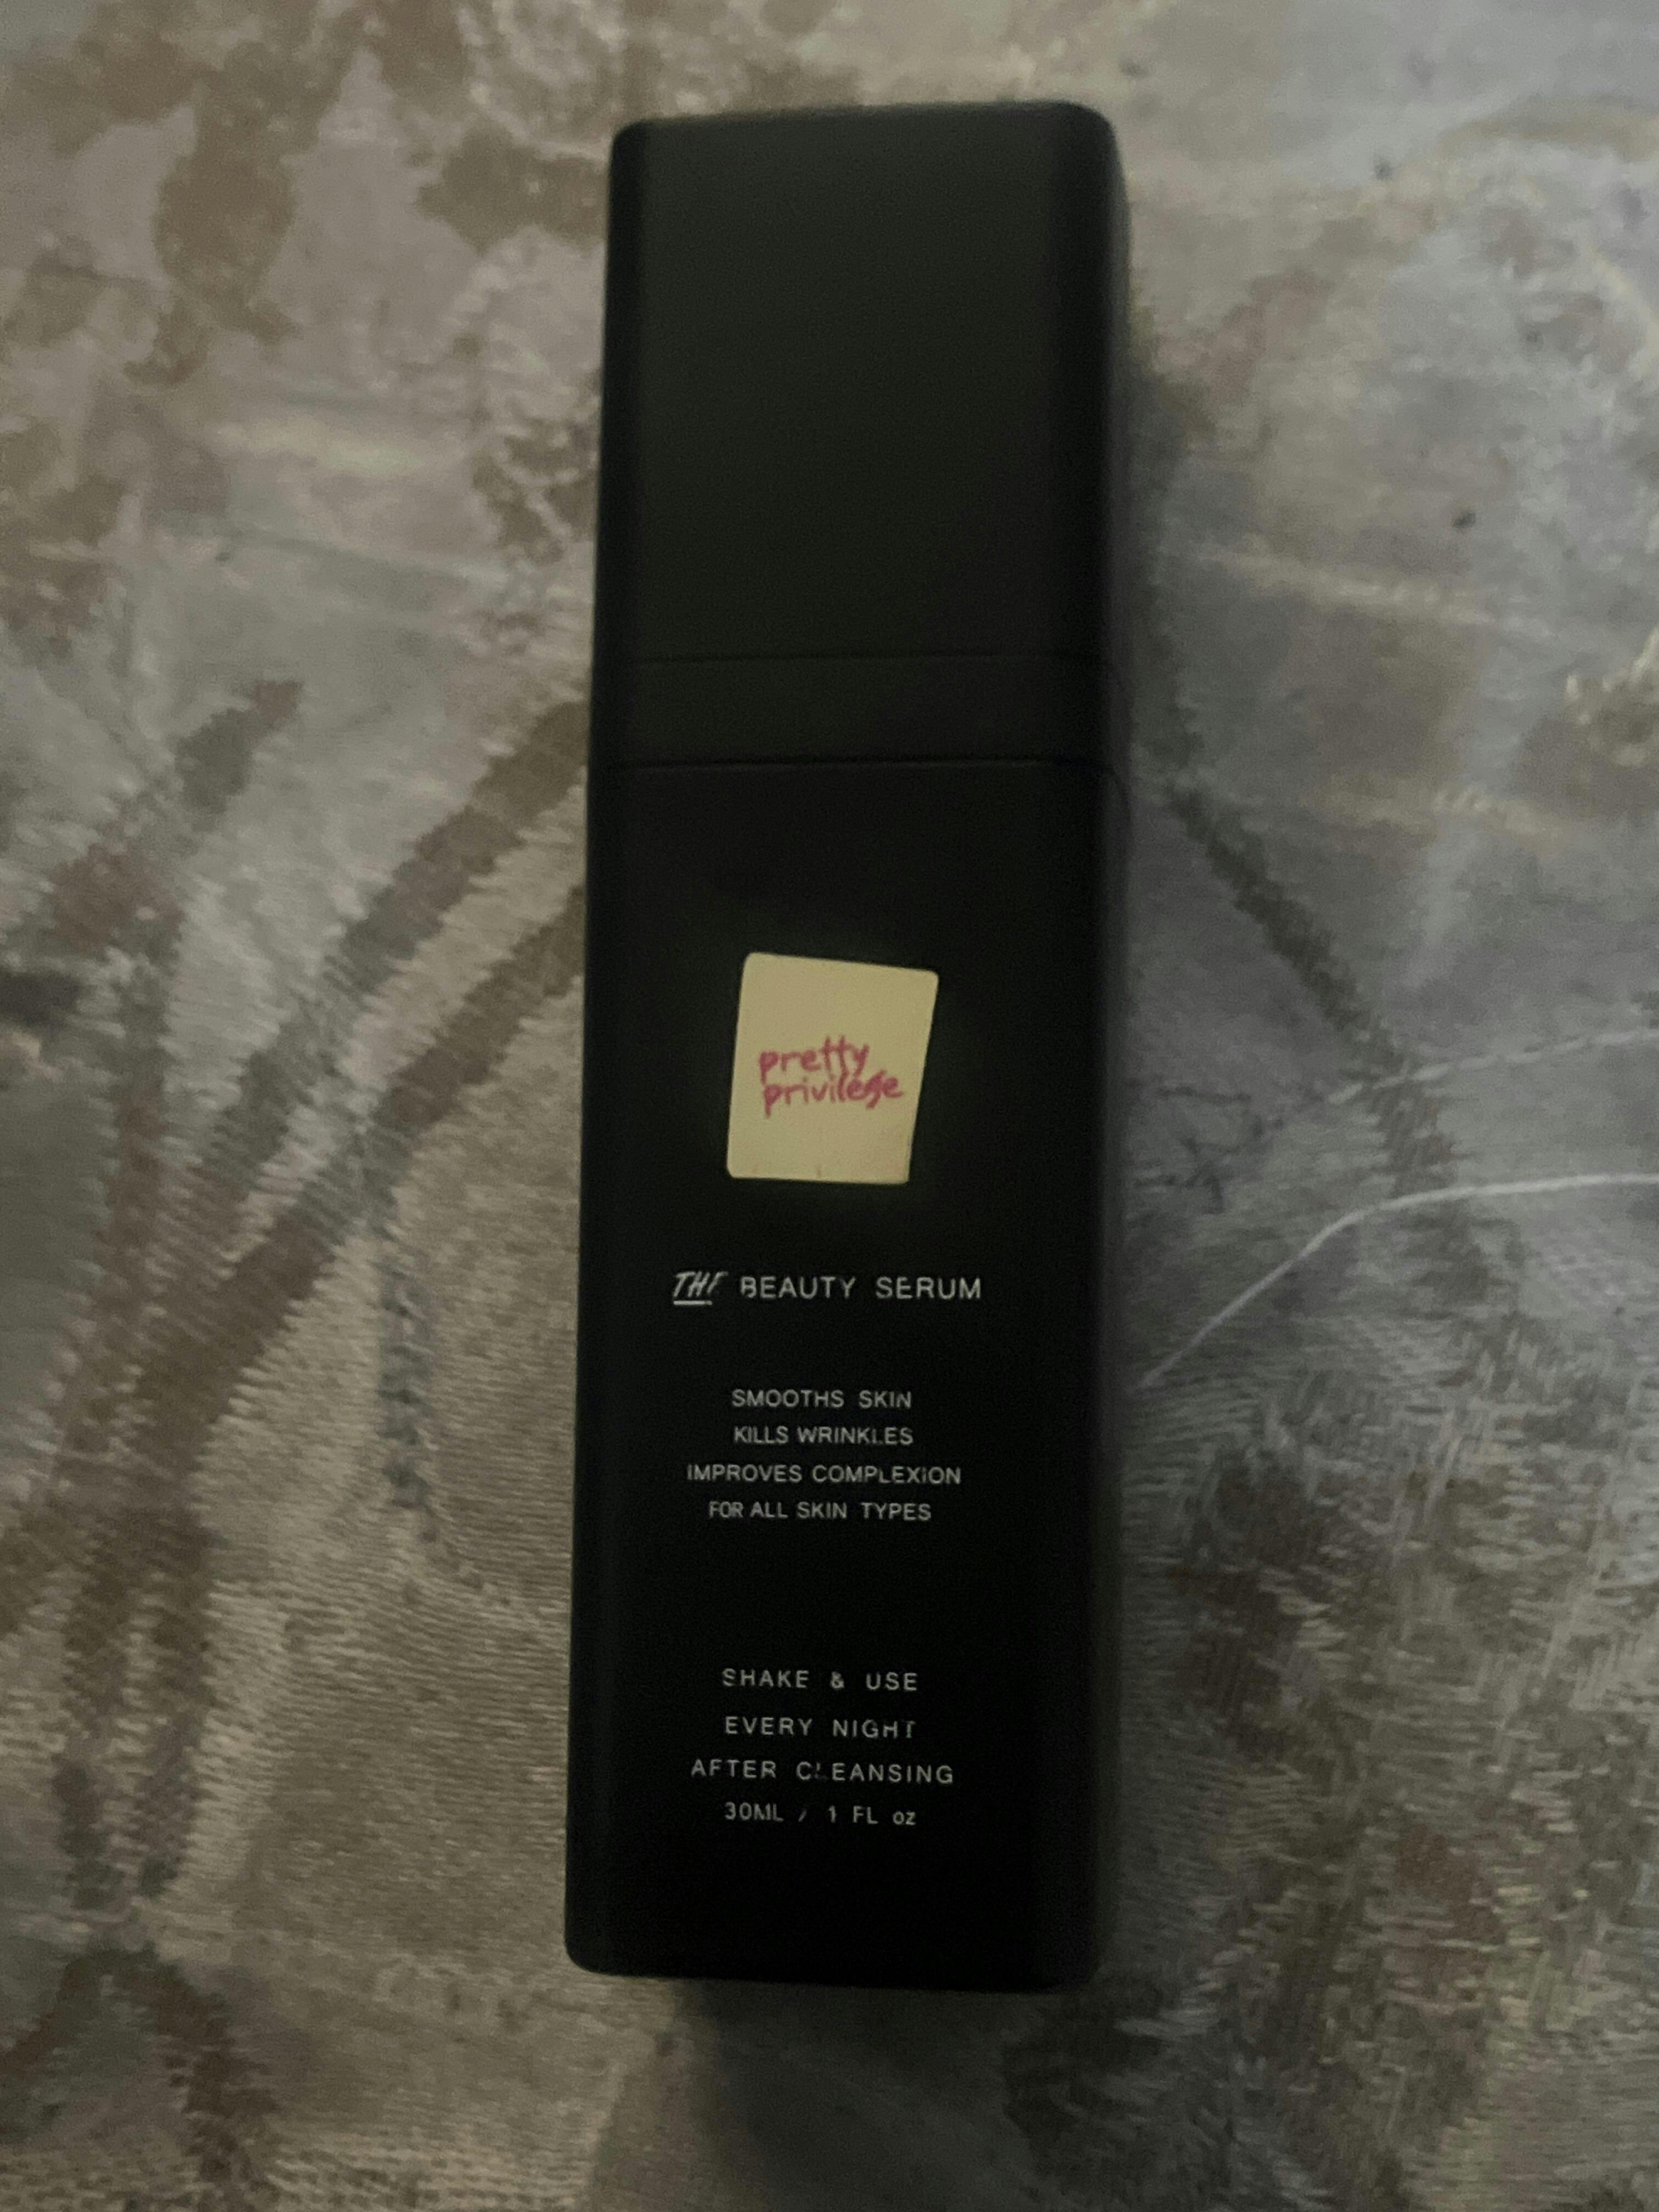 pretty
privilege
THE BEAUTY SERUM
SMOOTHS SKIN
KILLS WRINKLES
IMPROVES COMPLEXION
FOR ALL SKIN TYPES
SHAKE & USE
EVERY NIGHT
AFTER CLEANSING
30ML / 1 FL oz